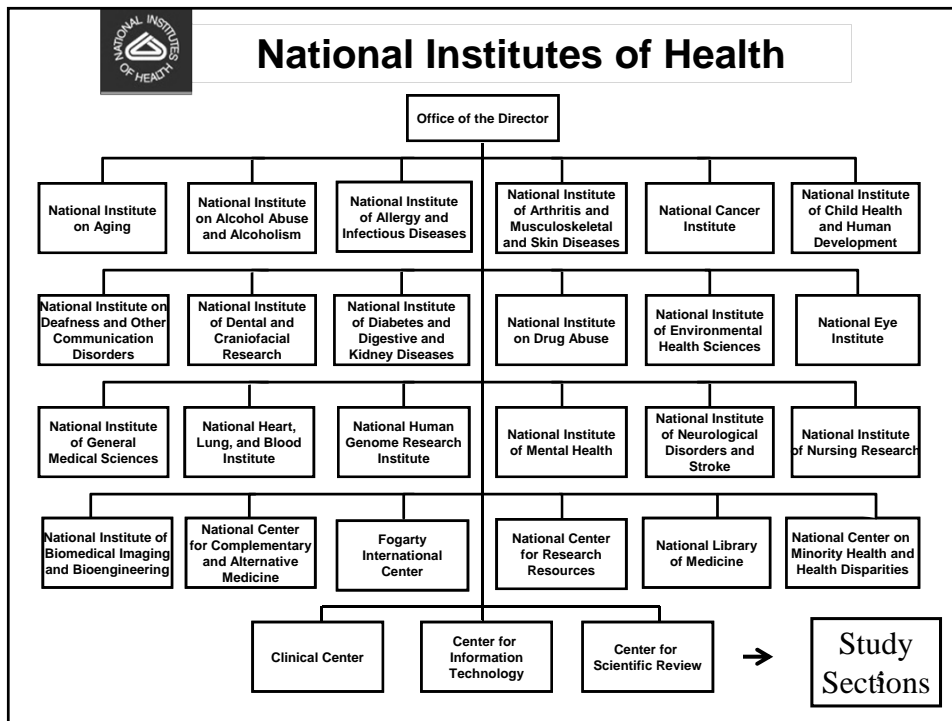 NATIONAL INSTITUTES
OF HEALTH
National Institutes of Health
Office of the Director
National Institute
on Aging
National Institute
on Alcohol Abuse
and Alcoholism
National Institute
of Allergy and
Infectious Diseases
National Institute
of Arthritis and
Musculoskeletal
and Skin Diseases
National Cancer
Institute
National Institute
of Child Health
and Human
Development
National Institute on
Deafness and Other
Communication
Disorders
National Institute
of Dental and
Craniofacial
Research
National Institute
of Diabetes and
Digestive and
Kidney Diseases
National Institute
on Drug Abuse
National Institute
of Environmental
Health Sciences
National Eye
Institute
National Institute
of General
Medical Sciences
National Heart,
Lung, and Blood
Institute
National Human
Genome Research
Institute
National Institute
of Mental Health
National Institute
of Neurological
Disorders and
Stroke
National Institute
of Nursing Research
National Institute of
Biomedical Imaging
and Bioengineering
National Center
for Complementary
and Alternative
Medicine
Fogarty
International
Center
National Center
for Research
Resources
National Library
of Medicine
National Center on
Minority Health and
Health Disparities
Clinical Center
Center for
Information
Technology
Center for
Scientific Review
Study
Sections